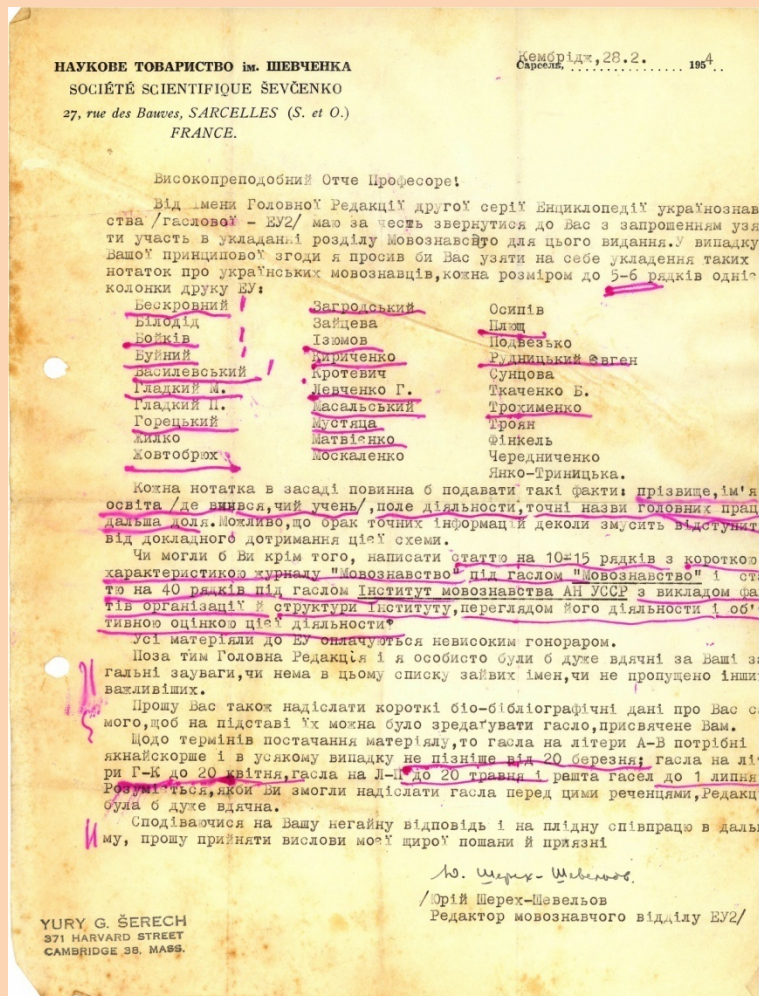 НАУКОВЕ ТОВАРИСТВО ім. ШЕВЧЕНКА
SOCIÉTÉ SCIENTIFIQUE ŠEVČENKO
27, rue des Bauves, SARCELLES (S. et O.)
FRANCE.
Кембрідж,28.2.
Сарсель, ................ 1954..
Високопреподобний Отче Професоре!
Від імени Головної Редакції другої серії Енциклопедії українознав
ства /гаслової – ЕУ2/ маю за честь звернутися до Вас з запрошенням узя
ти участь в укладанні розділу для цього видання.У випадку
Вашої принципової згоди я просив би Вас узяти на себе укладення таких
нотаток про українських мовознавців,кожна розміром до 5-6 рядків одніє
колонки друку ЕУ:
Бескровний Загродський Осипів
Білодід Зайцева Плющ
Бойків Ізюмов Подвезько
Буйний Кириченко Рудницький Євген
Василевський Кротевич Сунцова
Гладкий М. Левченко Г. Ткаченко Б.
Гладкий П. Масальський Трохименко
Горецький Мустяца Троян
Жилко Матвієнко Фінкель
Жовтобрюх Москаленко Чередниченко
Янко-Триницька.
Кожна нотатка в засаді повинна б подавати такі факти: прізвище,ім'я
освіта /де вчився,чий учень/,поле діяльности,точні назви головних прац
дальша доля.Можливо,що брак точних інформацій деколи змусить відступит
від докладного дотримання цієї схеми.
Чи могли б Ви крім того, написати статтю на 10-15 рядків з короткою
характеристикою журналу "Мовознавство" під гаслом "Мовознавство" і ста
тю на 40 рядків під гаслом Інститут мовознавства АН УССР з викладом фа
тів організації й структури Інституту,переглядом його діяльности і об'
тивною оцінкою цієї діяльности?
Усі матеріяли до ЕУ оплачуються невисоким гонораром.
Поза тим Головна Редакція і я особисто були б дуже вдячні за Ваші за
гальні зауваги,чи нема в цьому списку зайвих імен,чи не пропущено інши
важливіших.
Прошу Вас також надіслати короткі біо-бібліографічні дані про Вас с
мого,щоб на підставі їх можна було зредаґувати гасло,присвячене Вам.
Щодо термінів постачання матеріялу,то гасла на літери А-В потрібні
якнайскорше і в усякому випадку не пізніше від 20 березня; гасла на лі
ри Г-К до 20 квітня,гасла на Л-П до 20 травня і решта гасел до 1 липня
Розуміється,якби Ви змогли надіслати гасла перед цими реченцями,Редакц
була б дуже вдячна.
Сподіваючися на Вашу негайну відповідь і на плідну співпрацю в даль
му, прошу прийняти вислови моєї щирої пошани й приязні
Ю. Шерех-Шевельов.
/Юрій Шерех-Шевельов
Редактор мовознавчого відділу ЕУ2/
YURY G. ŠERECH
371 HARVARD STREET
CAMBRIDGE 38, MASS.